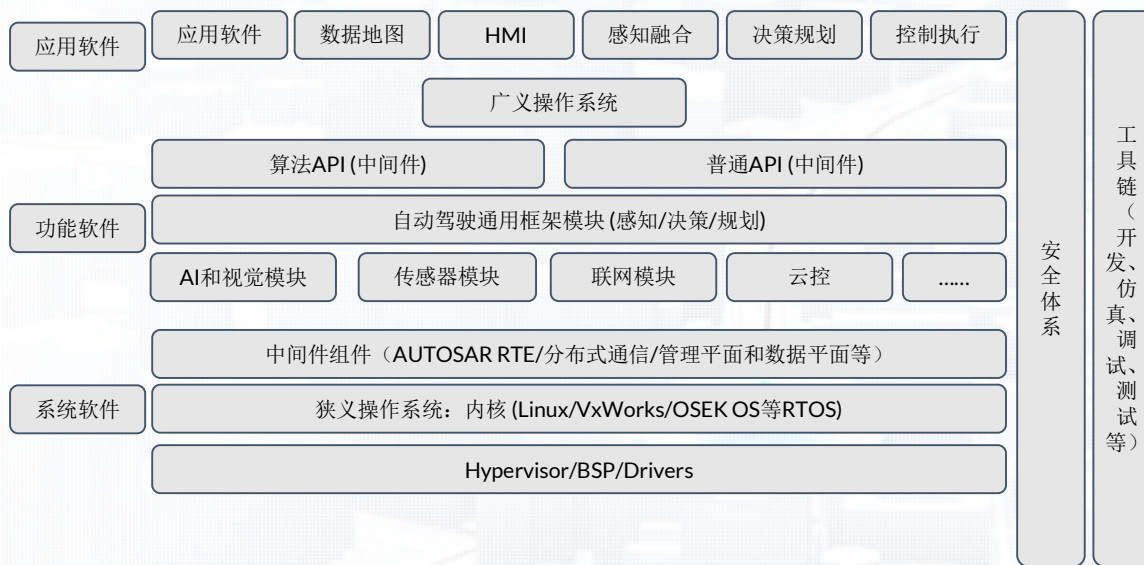 应用软件
应用软件
数据地图
HMI
感知融合
决策规划
控制执行
广义操作系统
算法API (中间件)
普通API (中间件)
功能软件
自动驾驶通用框架模块 (感知/决策/规划)
AI和视觉模块
传感器模块
联网模块
云控
......
中间件组件（AUTOSAR RTE/分布式通信/管理平面和数据平面等）
系统软件
狭义操作系统：内核 (Linux/VxWorks/OSEK OS等RTOS)
Hypervisor/BSP/Drivers
安全体系
工具链（开发、仿真、调试、测试等）